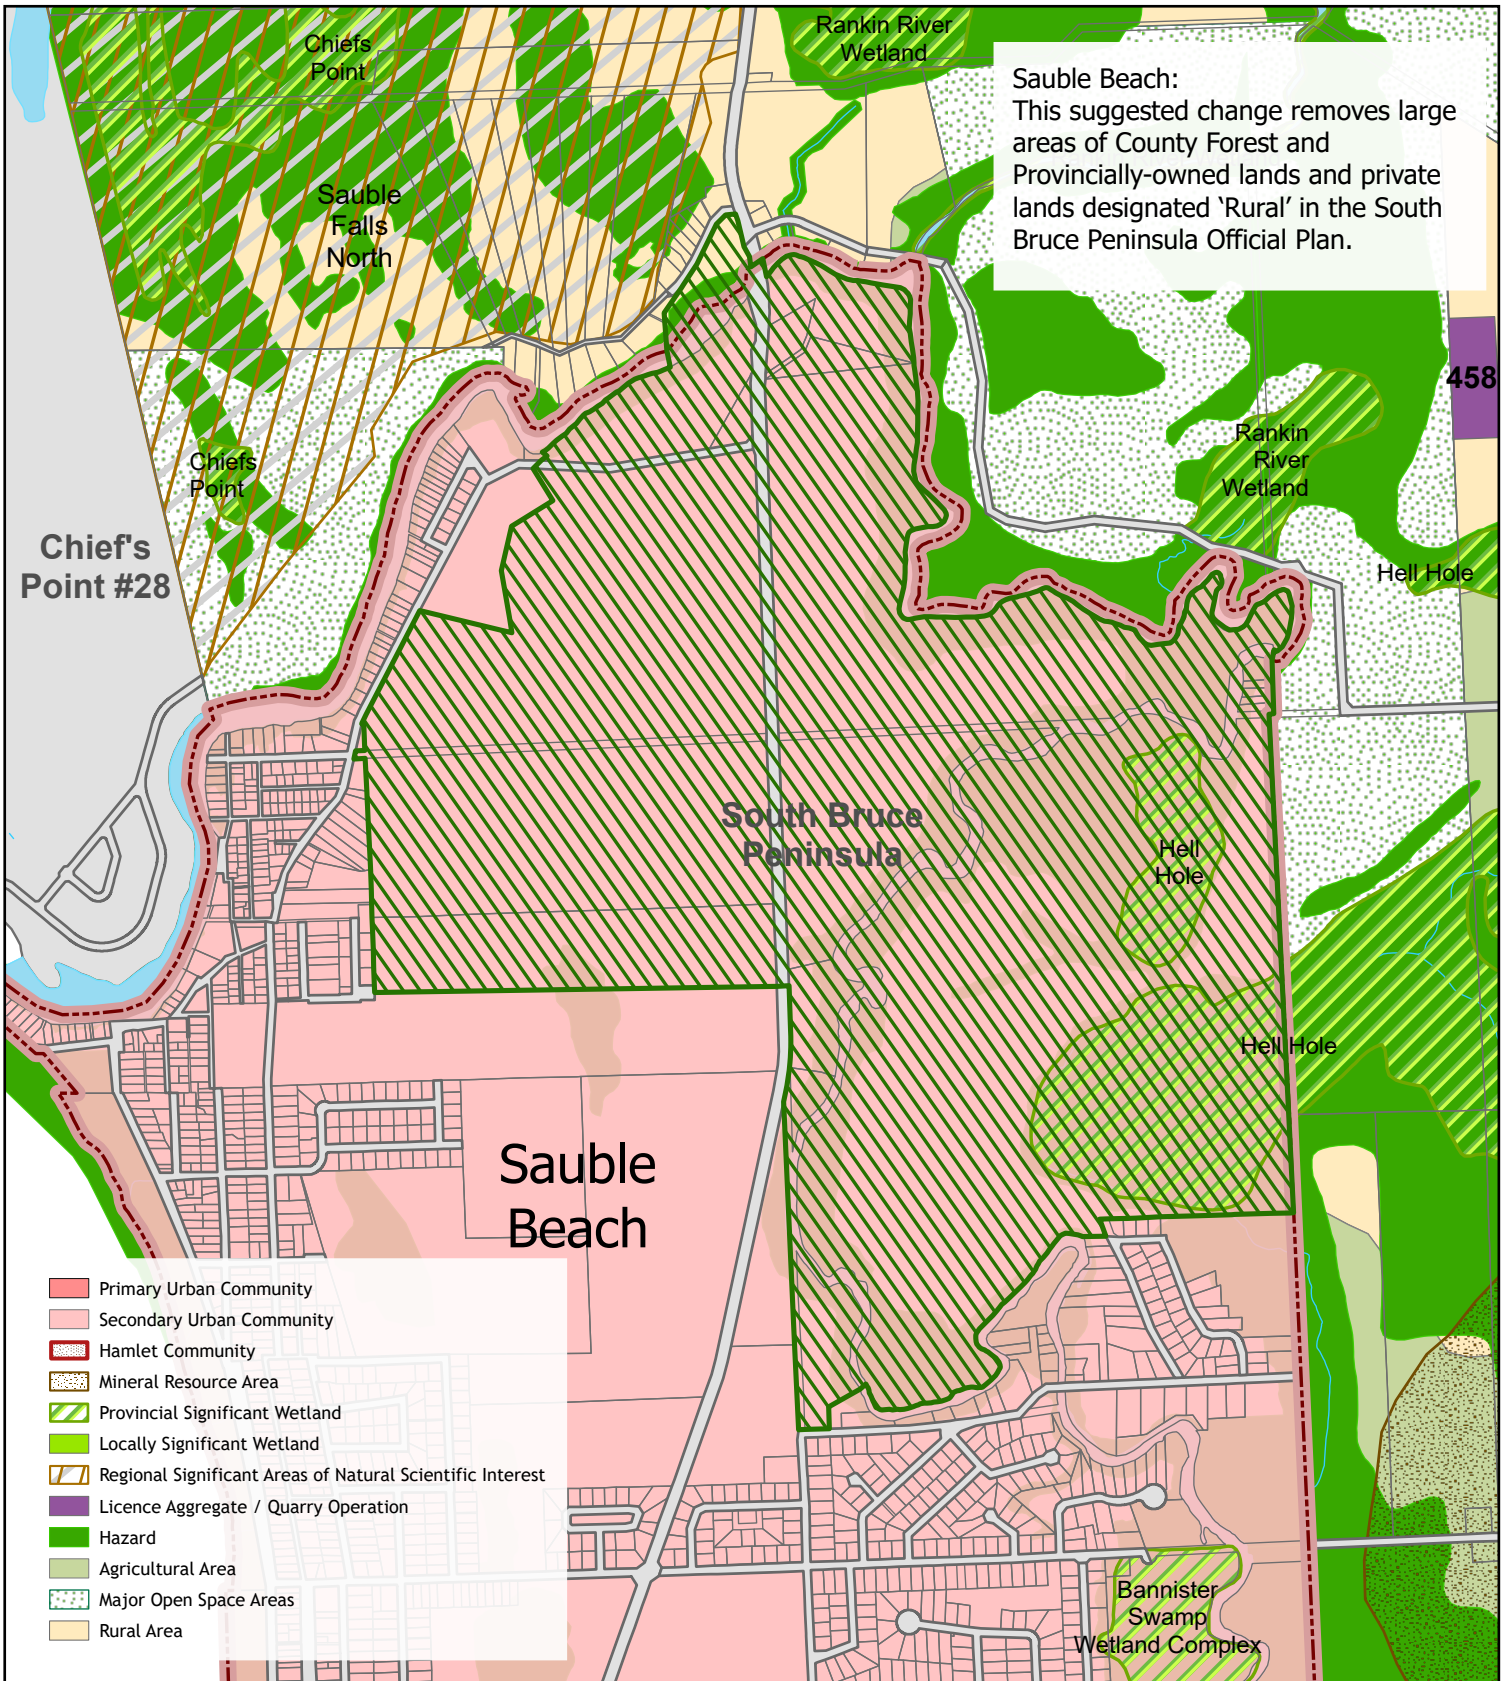 Chiefs
Point
Rankin River
Wetland
Sauble Beach:
This suggested change removes large
areas of County Forest and
Provincially-owned lands and private
lands designated ‘Rural’ in the South
Bruce Peninsula Official Plan.
Sauble
Falls
North
458
Rankin
River
Wetland
Chiefs
Point
Chief's
Point #28
Hell Hole
South Bruce
Peninsula
Hell
Hole
Hell Hole
Sauble
Beach
Primary Urban Community
Secondary Urban Community
Hamlet Community
Mineral Resource Area
Provincial Significant Wetland
Locally Significant Wetland
Regional Significant Areas of Natural Scientific Interest
Licence Aggregate / Quarry Operation
Hazard
Agricultural Area
Major Open Space Areas
Rural Area
Bannister
Swamp
Wetland Complex